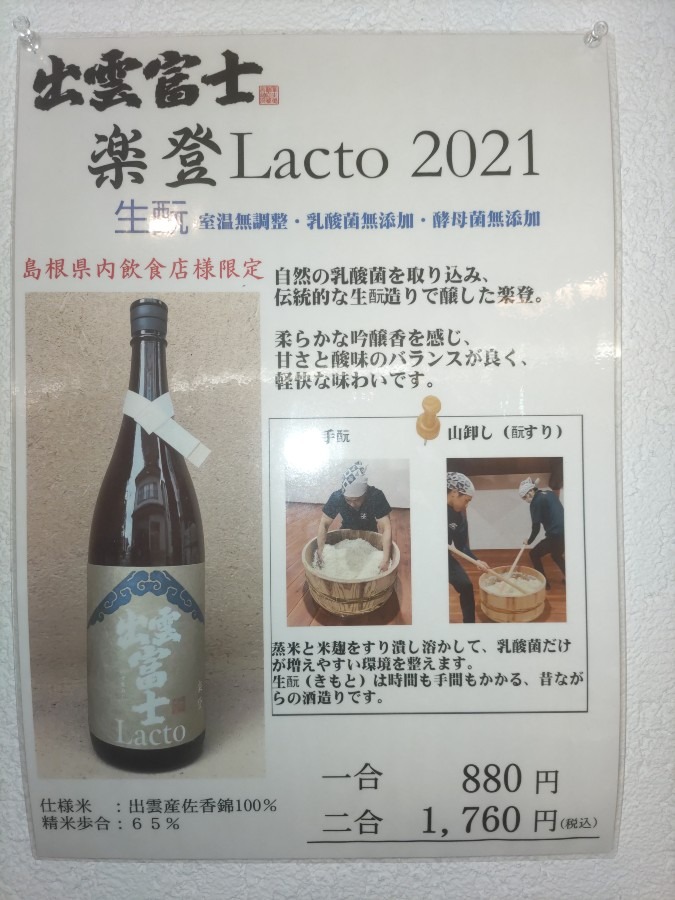 出雲富士
楽登Lacto 2021
生酛 室温無調整・乳酸菌無添加・酵母菌無添加
島根県内飲食店様限定
自然の乳酸菌を取り込み、
伝統的な生酛造りで醸した楽登。
柔らかな吟醸香を感じ、
甘さと酸味のバランスが良く、
軽快な味わいです。
手酛
山卸し（酛すり）
蒸米と米麹をすり潰し溶かして、乳酸菌だけ
が増えやすい環境を整えます。
生酛（きもと）は時間も手間もかかる、昔なが
らの酒造りです。
出雲
富士
Lacto
仕様米　：出雲産佐香錦100%
精米歩合：６５％
一合 880 円
二合 1,760 円(税込)